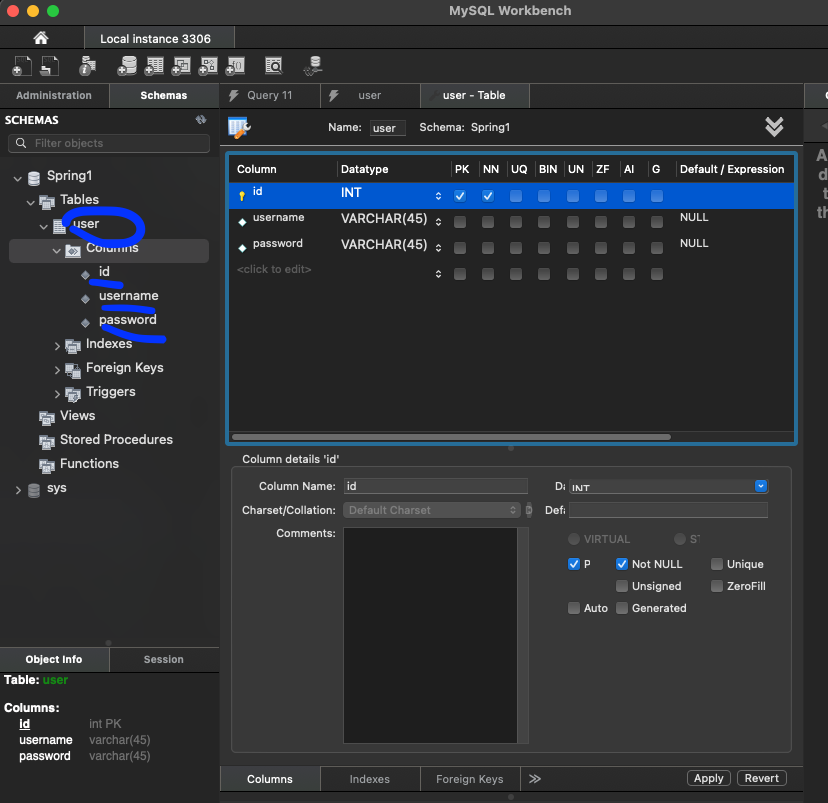 MySQL Workbench
Local instance 3306
Administration Schemas Query 11 user user - Table
SCHEMAS
Filter objects
Spring1
Tables
user
Columns
id
username
password
Indexes
Foreign Keys
Triggers
Views
Stored Procedures
Functions
sys
Object Info Session
Table: user
Columns:
id int PK
username varchar(45)
password varchar(45)
Name: user Schema: Spring1
Column Datatype PK NN UQ BIN UN ZF AI G Default / Expression
id INT
username VARCHAR(45) NULL
password VARCHAR(45) NULL
<click to edit>
Column details 'id'
Column Name: id INT
Charset/Collation: Default Charset
Comments:
VIRTUAL
P Not NULL Unique
Unsigned ZeroFill
Auto Generated
Columns Indexes Foreign Keys >>
Apply Revert